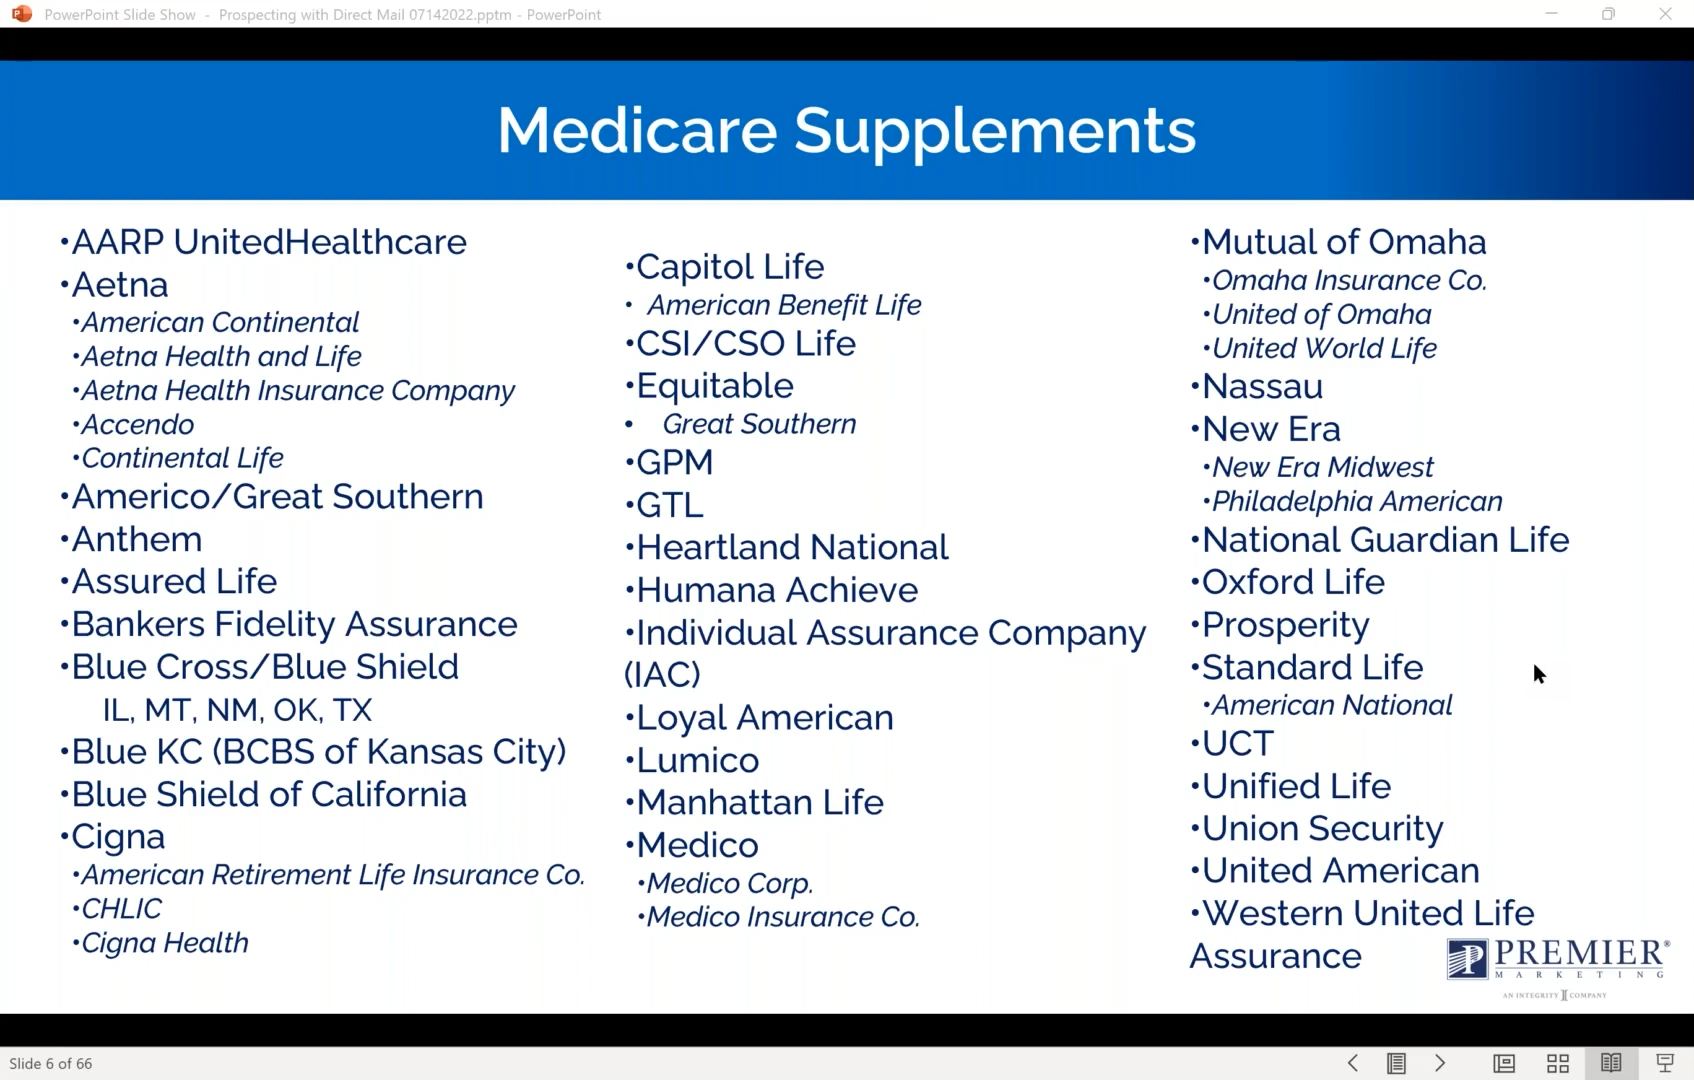 PowerPoint Slide Show - Prospecting with Direct Mail 07142022.pptm - PowerPoint
Medicare Supplements
•AARP UnitedHealthcare
•Aetna
•American Continental
•Aetna Health and Life
•Aetna Health Insurance Company
•Accendo
•Continental Life
•Americo/Great Southern
•Anthem
•Assured Life
•Bankers Fidelity Assurance
•Blue Cross/Blue Shield
IL, MT, NM, OK, TX
•Blue KC (BCBS of Kansas City)
•Blue Shield of California
•Cigna
•American Retirement Life Insurance Co.
•CHLIC
•Cigna Health
•Capitol Life
• American Benefit Life
•CSI/CSO Life
•Equitable
• Great Southern
•GPM
•GTL
•Heartland National
•Humana Achieve
•Individual Assurance Company
(IAC)
•Loyal American
•Lumico
•Manhattan Life
•Medico
•Medico Corp.
•Medico Insurance Co.
•Mutual of Omaha
•Omaha Insurance Co.
•United of Omaha
•United World Life
•Nassau
•New Era
•New Era Midwest
•Philadelphia American
•National Guardian Life
•Oxford Life
•Prosperity
•Standard Life
•American National
•UCT
•Unified Life
•Union Security
•United American
•Western United Life
Assurance
PREMIER®
MARKETING
AN INTEGRITY COMPANY
Slide 6 of 66